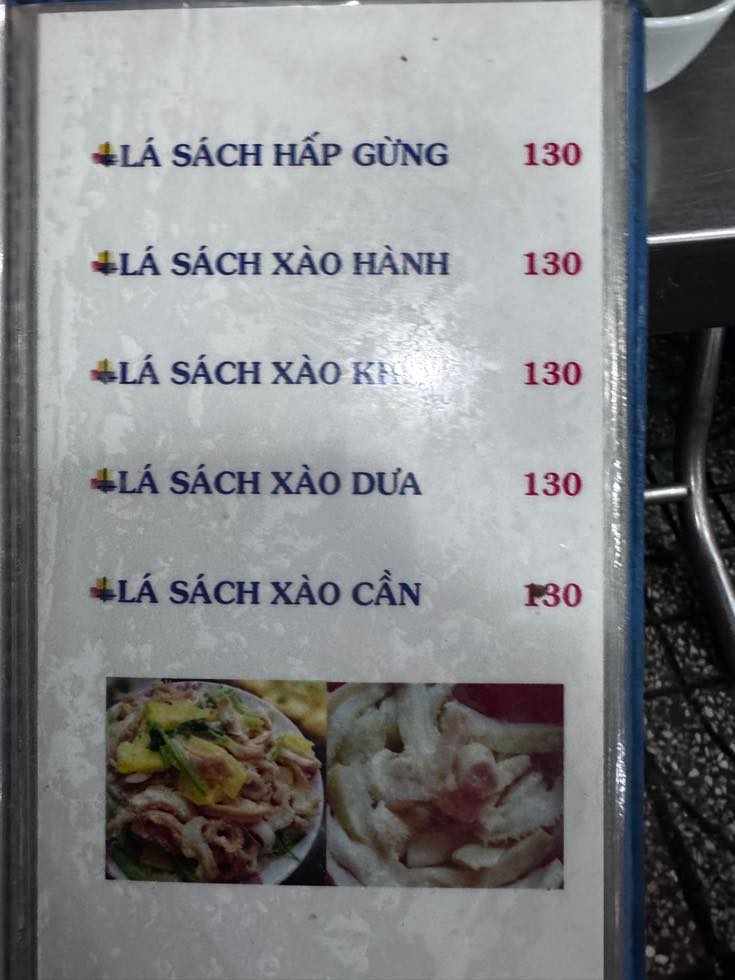 LÁ SÁCH HẤP GỪNG 130
LÁ SÁCH XÀO HÀNH 130
LÁ SÁCH XÀO 130
LÁ SÁCH XÀO DƯA 130
LÁ SÁCH XÀO CẦN 130